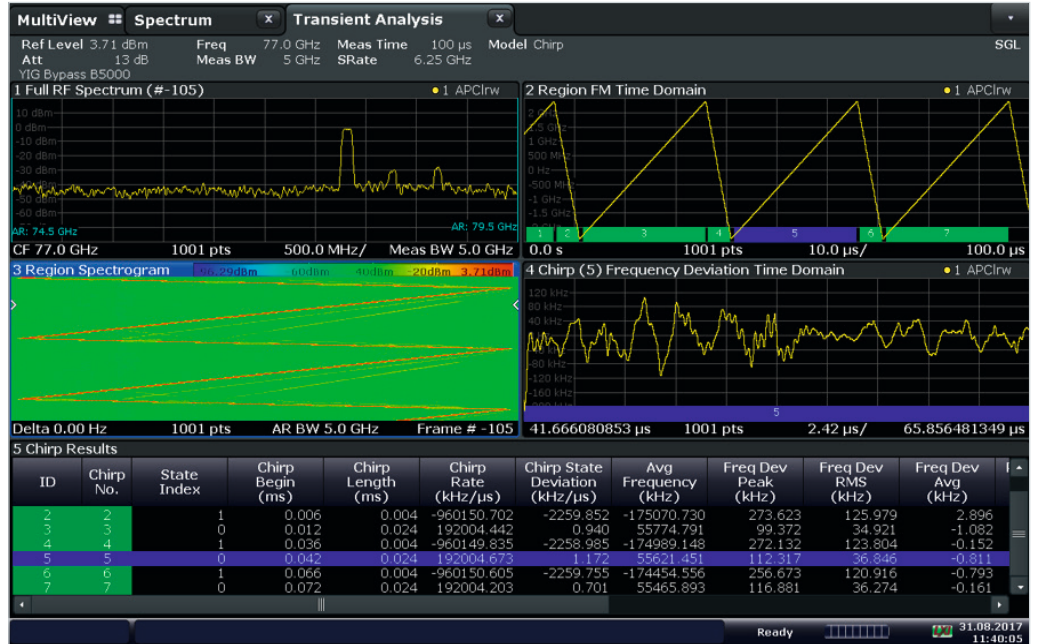 MultiView Spectrum X Transient Analysis X
Ref Level 3.71 dBm Freq 77.0 GHz Meas Time 100 µs Model Chirp SGL
Att 13 dB Meas BW 5 GHz SRate 6.25 GHz
YIG Bypass B5000
1 Full RF Spectrum (#-105) 1 APClrw
10 dBm
0 dBm
-10 dBm
-20 dBm
-30 dBm
-50 dBm
-60 dBm
AR: 74.5 GHz AR: 79.5 GHz
CF 77.0 GHz 1001 pts 500.0 MHz/ Meas BW 5.0 GHz
2 Region FM Time Domain 1 APClrw
1 GHz
500 MHz
0 Hz
-500 MHz
-1 GHz
-1.5 GHz
1 2 3 4 5 6 7
0.0 s 1001 pts 10.0 µs/ 100.0 µs
3 Region Spectrogram -96.29dBm -60dBm -40dBm -20dBm 3.71dBm
Delta 0.00 Hz 1001 pts AR BW 5.0 GHz Frame # -105
4 Chirp (5) Frequency Deviation Time Domain 1 APClrw
120 kHz
80 kHz
40 kHz
-80 kHz
-120 kHz
-160 kHz
5
41.666080853 µs 1001 pts 2.42 µs/ 65.856481349 µs
5 Chirp Results
ID Chirp No. State Index Chirp Begin (ms) Chirp Length (ms) Chirp Rate (kHz/µs) Chirp State Deviation (kHz/µs) Avg Frequency (kHz) Freq Dev Peak (kHz) Freq Dev RMS (kHz) Freq Dev Avg (kHz)
2 2 1 0.006 0.004 -960150.702 -2259.852 -175070.730 273.623 125.979 2.896
3 3 0 0.012 0.024 192004.442 0.940 55774.791 99.372 34.921 -1.082
4 4 1 0.036 0.004 -960149.835 -2258.985 -174989.148 272.132 123.804 -0.152
5 5 0 0.042 0.024 192004.673 1.172 55621.451 112.317 36.846 -0.811
6 6 1 0.066 0.004 -960150.605 -2259.755 -174454.556 256.673 120.916 -0.793
7 7 0 0.072 0.024 192004.203 0.701 55465.893 116.881 36.274 -0.161
Ready 31.08.2017
11:40:05